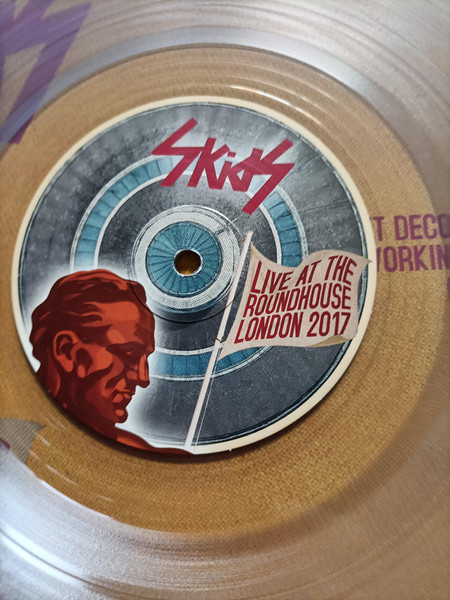 SKidS
LIVE AT THE
ROUNDHOUSE
LONDON 2017
T DECO
WORKIN